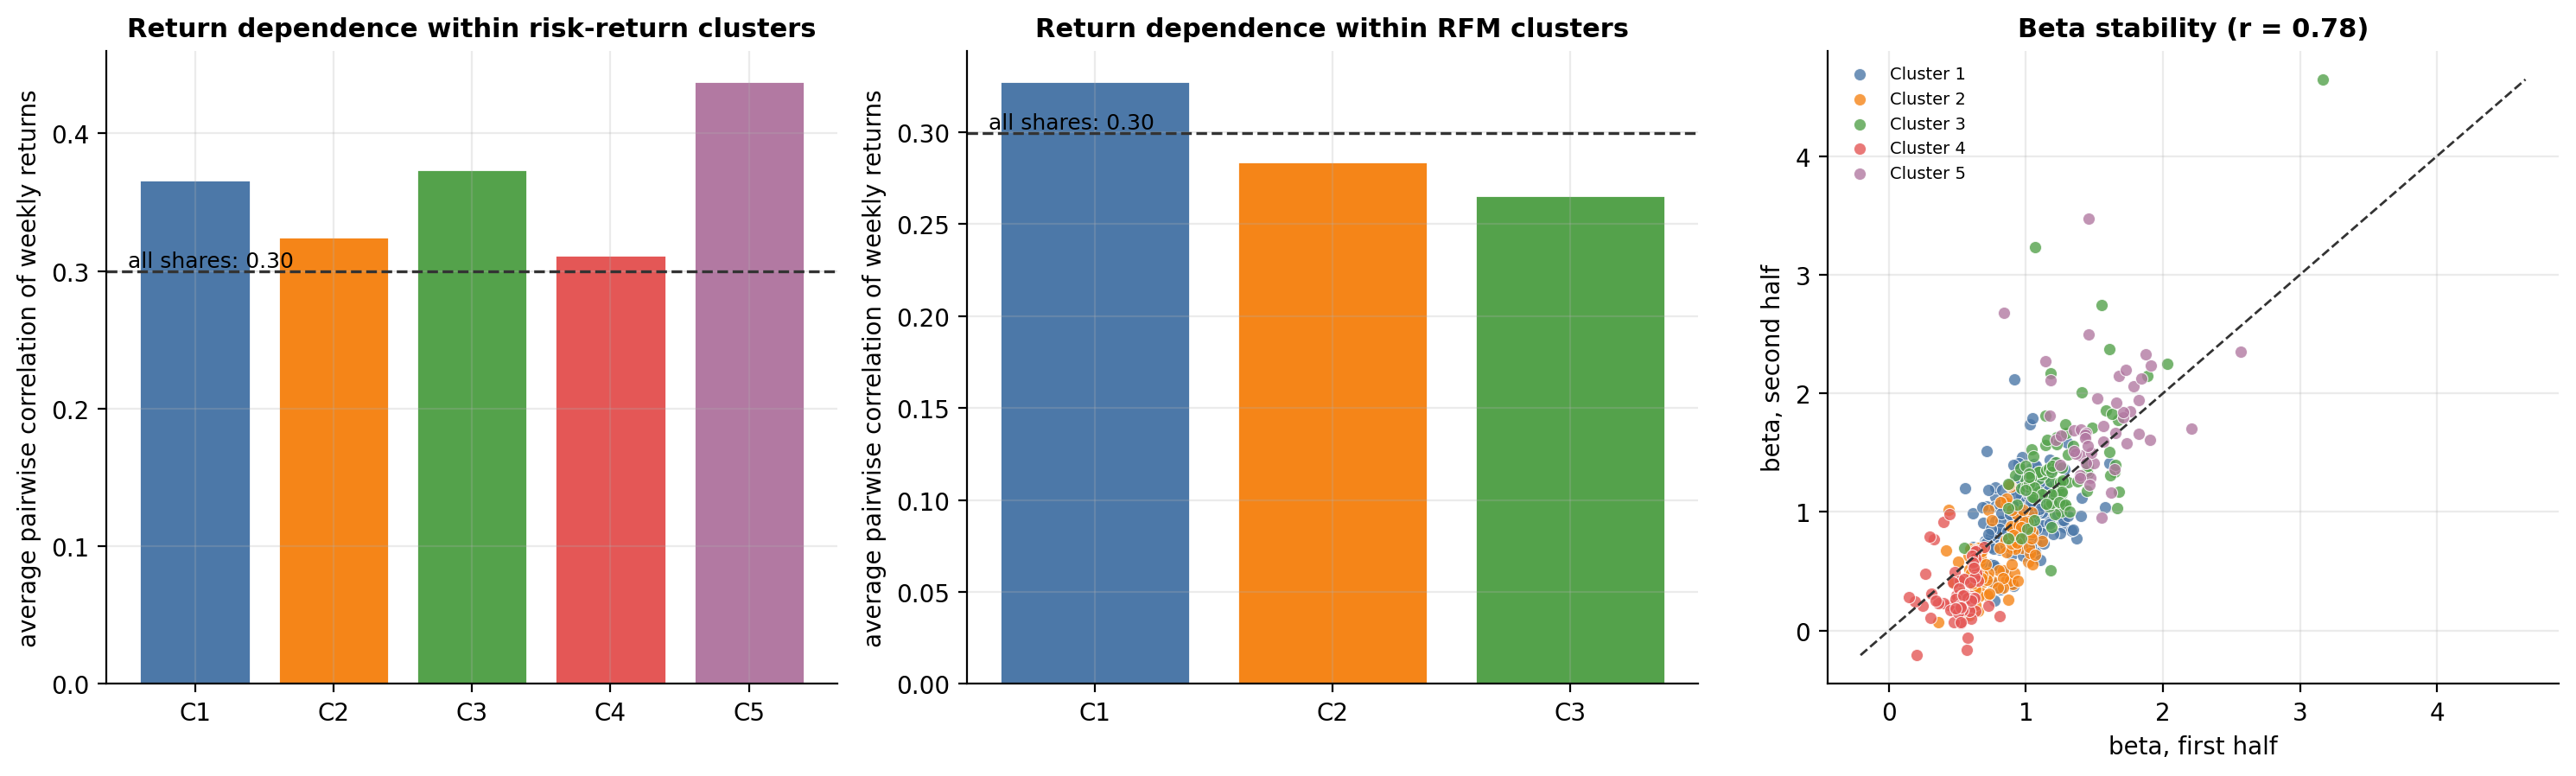 Return dependence within risk-return clusters
average pairwise correlation of weekly returns
0.4
0.3
0.2
0.1
0.0
all shares: 0.30
C1
C2
C3
C4
C5
Return dependence within RFM clusters
average pairwise correlation of weekly returns
0.30
0.25
0.20
0.15
0.10
0.05
0.00
all shares: 0.30
C1
C2
C3
Beta stability (r = 0.78)
beta, second half
4
3
2
1
0
Cluster 1
Cluster 2
Cluster 3
Cluster 4
Cluster 5
0
1
2
3
4
beta, first half